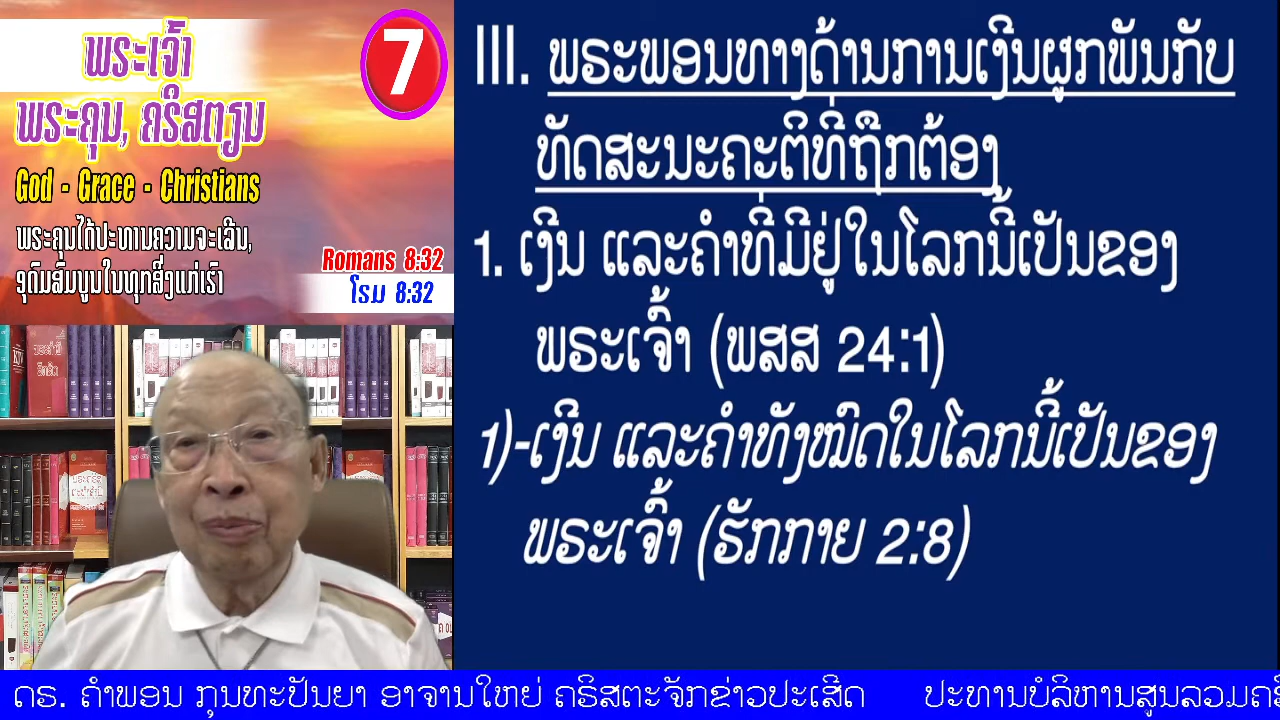 ພຣະເຈົ້າ
ພຣະຄຸນ, ຄຣິສຕຽນ
God - Grace - Christians
ພຣະຄຸນໄດ້ປະທານຄວາມຈະເລີນ,
ອຸດົມສົມບູນໃນທຸກສິ່ງແກ່ເຮົາ
7
Romans 8:32
ໂຣມ 8:32
III. ພຣະພອນທາງດ້ານການເງິນຜູກພັນກັບ
ທັດສະນະຄະຕິທີ່ຖືກຕ້ອງ
1. ເງິນ ແລະຄຳທີ່ມີຢູ່ໃນໂລກນີ້ເປັນຂອງ
ພຣະເຈົ້າ (ພສສ 24:1)
1)-ເງິນ ແລະຄຳທັງໝົດໃນໂລກນີ້ເປັນຂອງ
ພຣະເຈົ້າ (ຮັກກາຍ 2:8)
ດຣ. ຄຳພອນ ກຸນທະປັນຍາ ອາຈານໃຫຍ່ ຄຣິສຕະຈັກຂ່າວປະເສີດ ປະທານບໍລິຫານສູນລວມຄຣິ